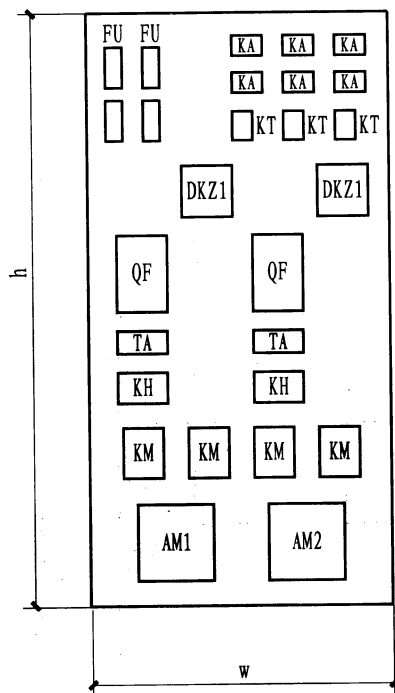 FU FU
KA KA KA
KA KA KA
KT KT KT
DKZ1 DKZ1
h
QF QF
TA TA
KH KH
KM KM KM KM
AM1 AM2
W